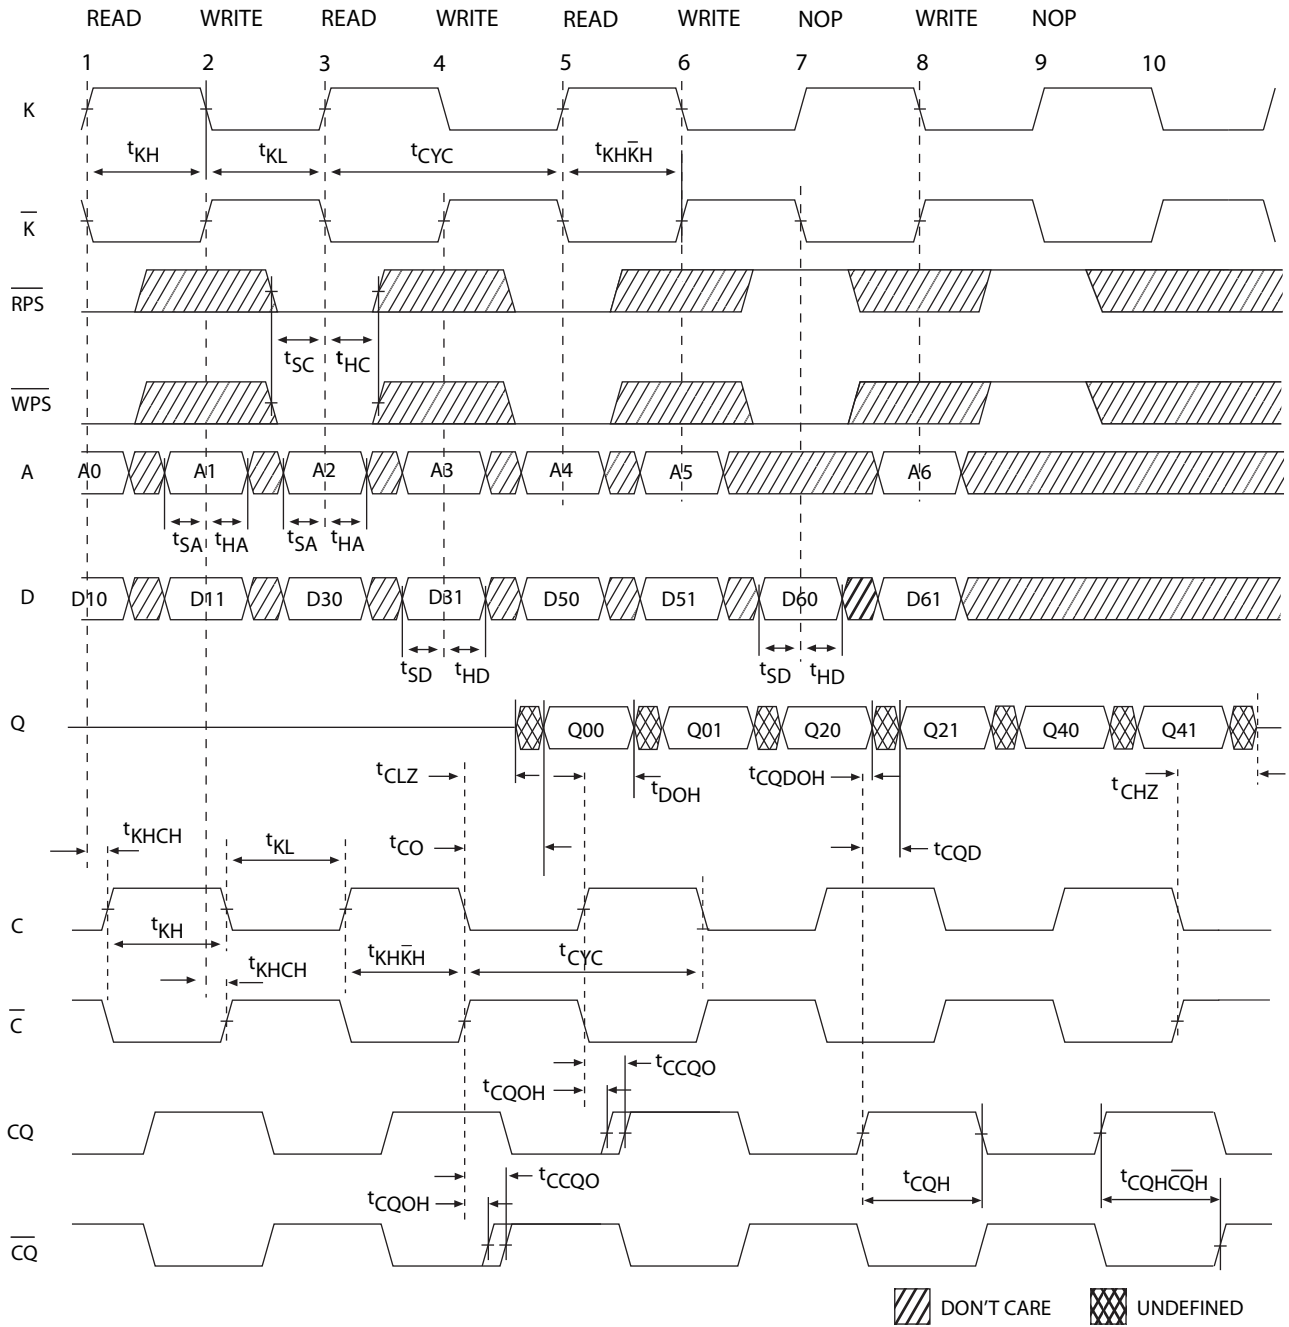 READ WRITE READ WRITE READ WRITE NOP WRITE NOP
1 2 3 4 5 6 7 8 9 10
K
tKH tKL tCYC tKHK̅H
K̅
R̅P̅S̅
tSC tHC
W̅P̅S̅
A A0 A1 A2 A3 A4 A5 A6
tSA tHA tSA tHA
D D10 D11 D30 D31 D50 D51 D60 D61
tSD tHD tSD tHD
Q Q00 Q01 Q20 Q21 Q40 Q41
tCLZ tDOH tCQDOH tCHZ
tKHCH tKL tCO tCQD
C
tKH tKHK̅H tCYC
tKHCH
C̅
tCCQO
tCQOH
CQ
tCCQO tCQH tCQHC̅Q̅H
tCQOH
C̅Q̅
DON'T CARE UNDEFINED